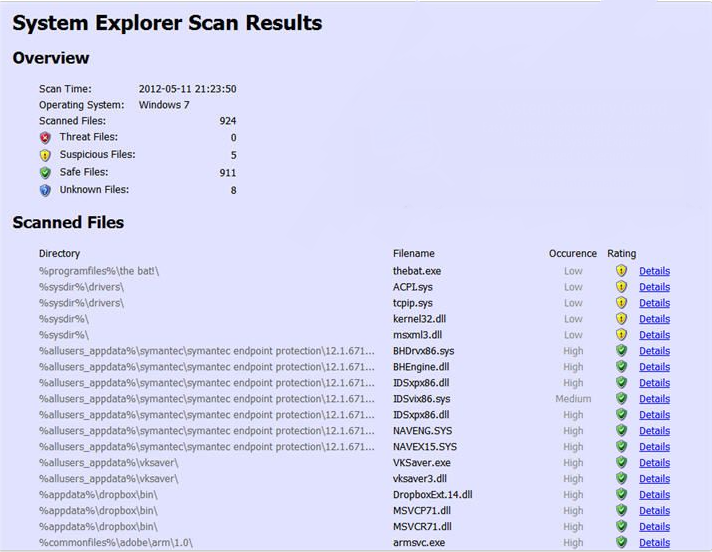 System Explorer Scan Results
Overview
Scan Time: 2012-05-11 21:23:50
Operating System: Windows 7
Scanned Files: 924
Threat Files: 0
Suspicious Files: 5
Safe Files: 911
Unknown Files: 8
Scanned Files
Directory Filename Occurence Rating
%programfiles%\the bat!\ thebat.exe Low Details
%sysdir%\drivers\ ACPI.sys Low Details
%sysdir%\drivers\ tcpip.sys Low Details
%sysdir%\ kernel32.dll Low Details
%sysdir%\ msxml3.dll Low Details
%allusers_appdata%\symantec\symantec endpoint protection\12.1.671... BHDrvx86.sys High Details
%allusers_appdata%\symantec\symantec endpoint protection\12.1.671... BHEngine.dll High Details
%allusers_appdata%\symantec\symantec endpoint protection\12.1.671... IDSxpx86.dll High Details
%allusers_appdata%\symantec\symantec endpoint protection\12.1.671... IDSvix86.sys Medium Details
%allusers_appdata%\symantec\symantec endpoint protection\12.1.671... IDSxpx86.dll High Details
%allusers_appdata%\symantec\symantec endpoint protection\12.1.671... NAVENG.SYS High Details
%allusers_appdata%\symantec\symantec endpoint protection\12.1.671... NAVEX15.SYS High Details
%allusers_appdata%\vksaver\ VKSaver.exe High Details
%allusers_appdata%\vksaver\ vksaver3.dll High Details
%appdata%\dropbox\bin\ DropboxExt.14.dll High Details
%appdata%\dropbox\bin\ MSVCP71.dll High Details
%appdata%\dropbox\bin\ MSVCR71.dll High Details
%commonfiles%\adobe\arm\1.0\ armsvc.exe High Details